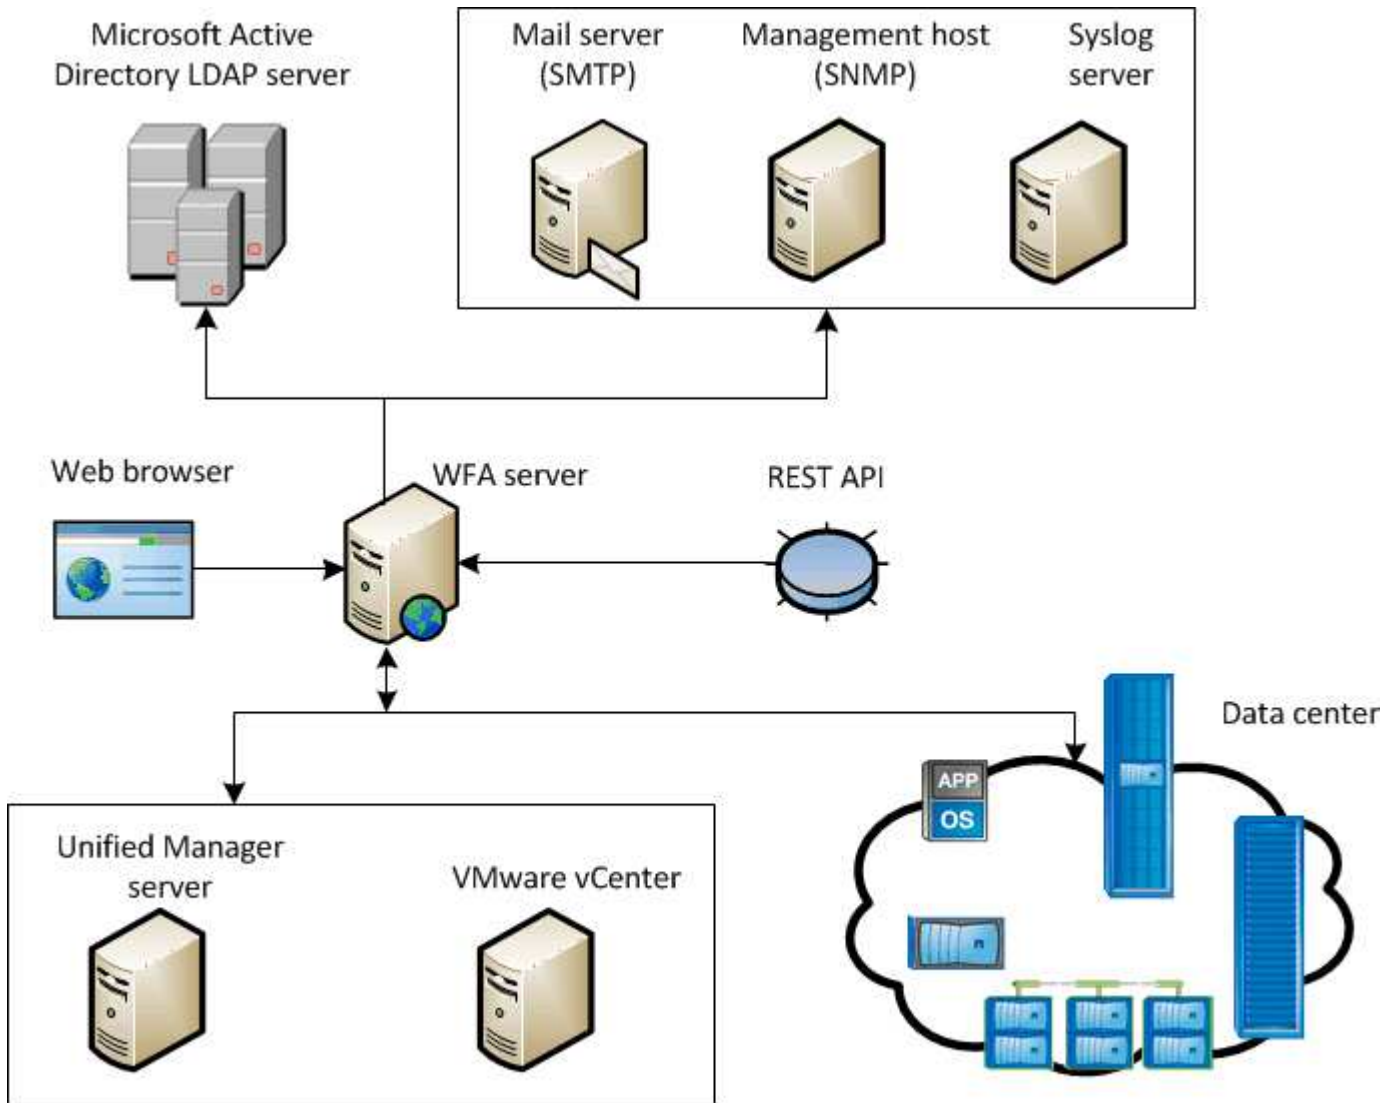 Microsoft Active
Directory LDAP server
Mail server
(SMTP)
Management host
(SNMP)
Syslog
server
Web browser
WFA server
REST API
Data center
APP
OS
Unified Manager
server
VMware vCenter